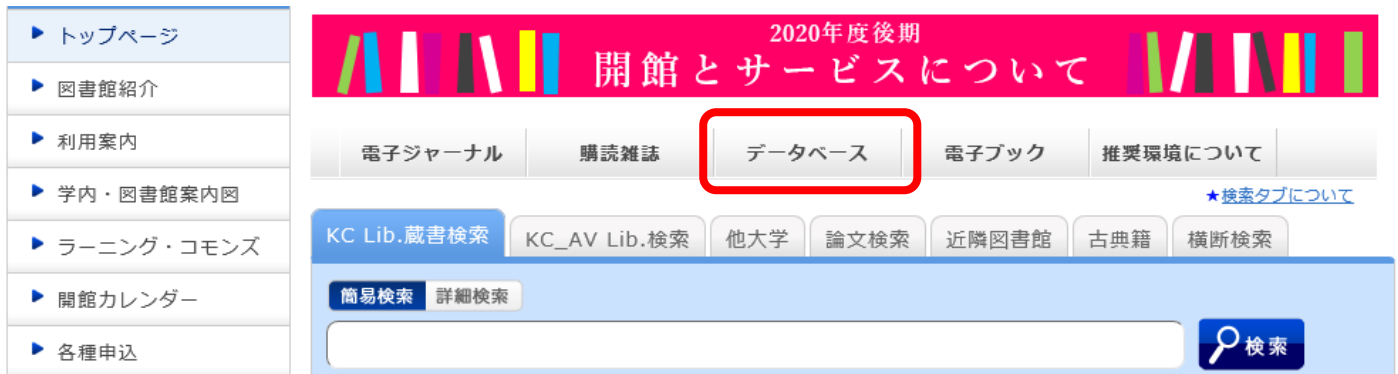 トップページ
図書館紹介
利用案内
学内・図書館案内図
ラーニング・コモンズ
開館カレンダー
各種申込
2020年度後期
開館とサービスについて
電子ジャーナル 購読雑誌 データベース 電子ブック 推奨環境について
★検索タブについて
KC Lib.蔵書検索 KC_AV Lib.検索 他大学 論文検索 近隣図書館 古典籍 横断検索
簡易検索 詳細検索
検索